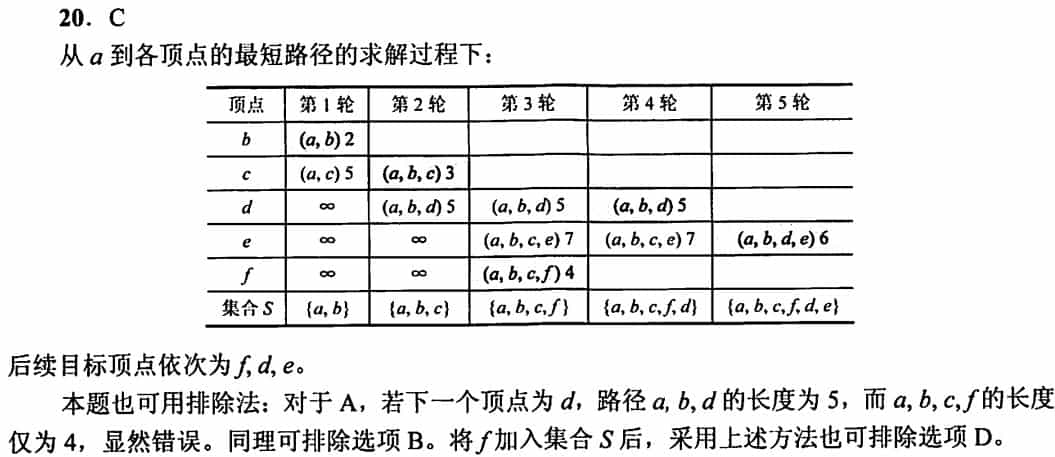 20．C
从 a 到各顶点的最短路径的求解过程下：
顶点 第 1 轮 第 2 轮 第 3 轮 第 4 轮 第 5 轮
b (a, b) 2
c (a, c) 5 (a, b, c) 3
d ∞ (a, b, d) 5 (a, b, d) 5 (a, b, d) 5
e ∞ ∞ (a, b, c, e) 7 (a, b, c, e) 7 (a, b, d, e) 6
f ∞ ∞ (a, b, c, f) 4
集合 S {a, b} {a, b, c} {a, b, c, f} {a, b, c, f, d} {a, b, c, f, d, e}
后续目标顶点依次为 f, d, e。
本题也可用排除法：对于 A，若下一个顶点为 d，路径 a, b, d 的长度为 5，而 a, b, c, f 的长度
仅为 4，显然错误。同理可排除选项 B。将 f 加入集合 S 后，采用上述方法也可排除选项 D。